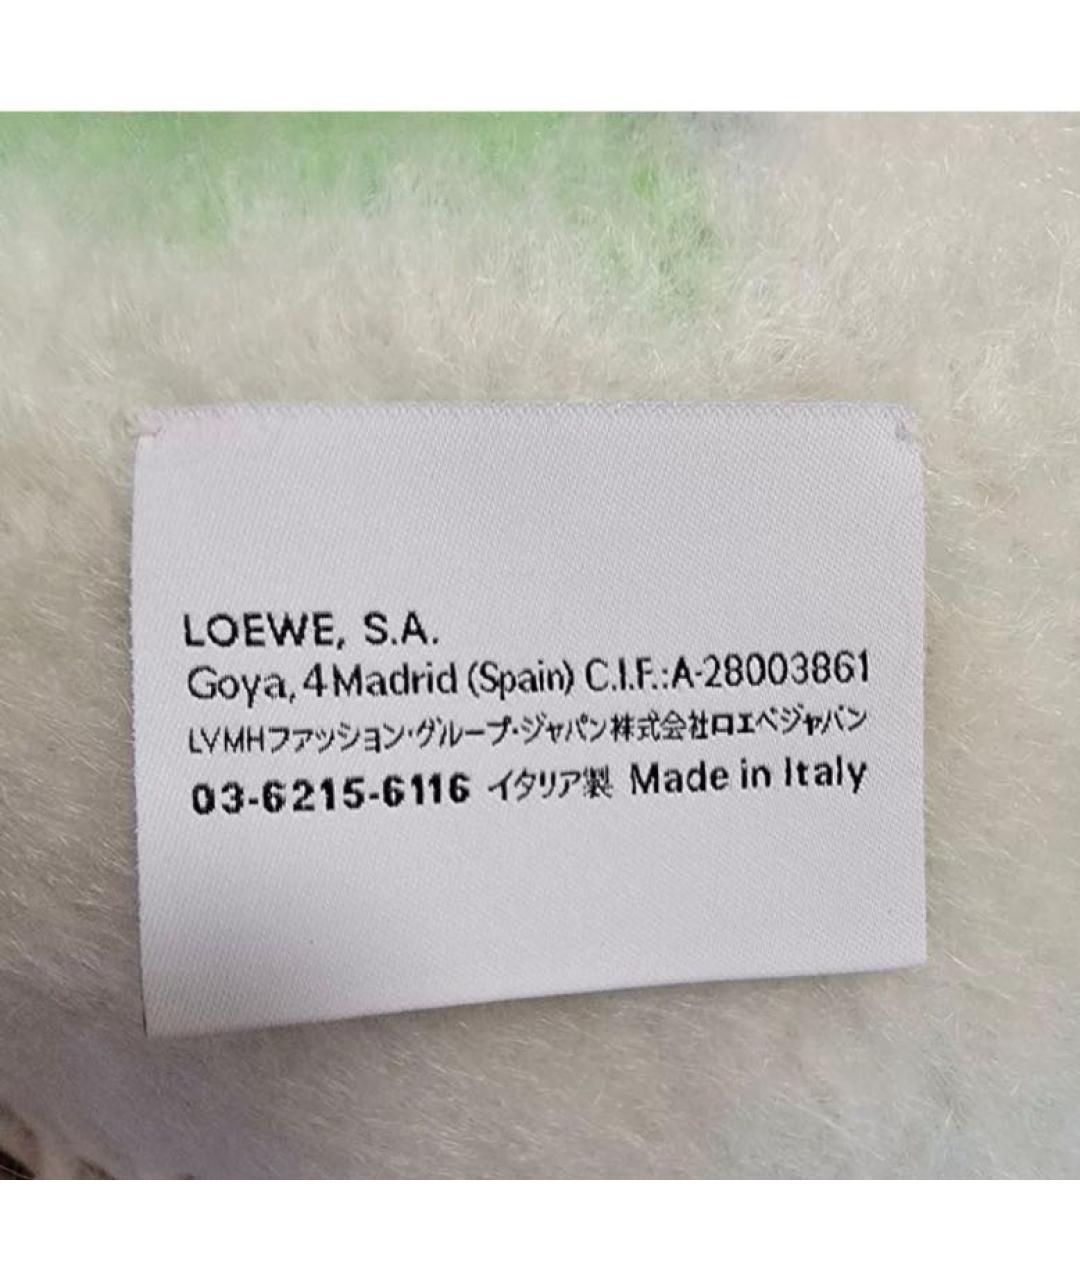 LOEWE, S.A.
Goya, 4 Madrid (Spain) C.I.F.:A-28003861
LVMHファッション・グループ・ジャパン株式会社ロエベジャパン
03-6215-6116 イタリア製 Made in Italy